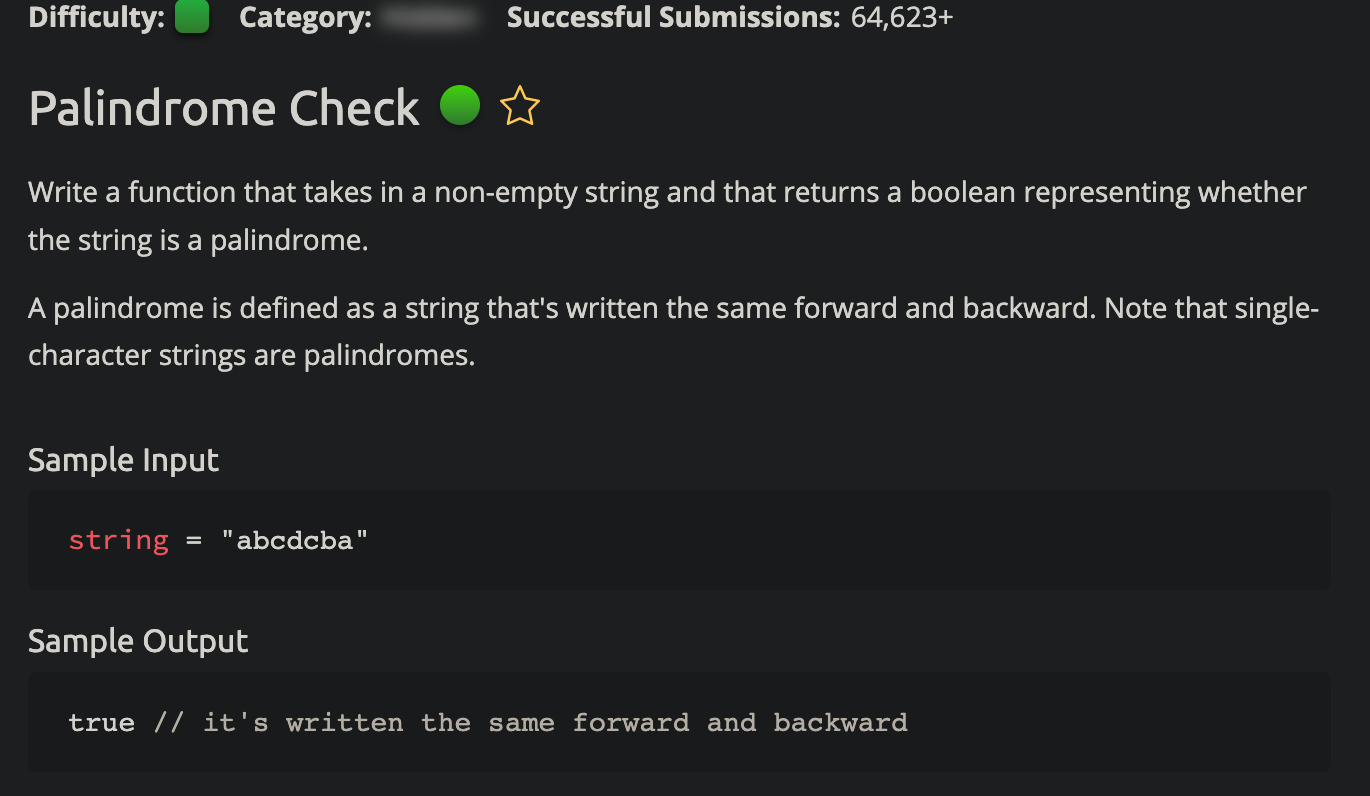 Difficulty: Category: Successful Submissions: 64,623+
Palindrome Check
Write a function that takes in a non-empty string and that returns a boolean representing whether
the string is a palindrome.
A palindrome is defined as a string that's written the same forward and backward. Note that single-
character strings are palindromes.
Sample Input
string = "abcdcba"
Sample Output
true // it's written the same forward and backward